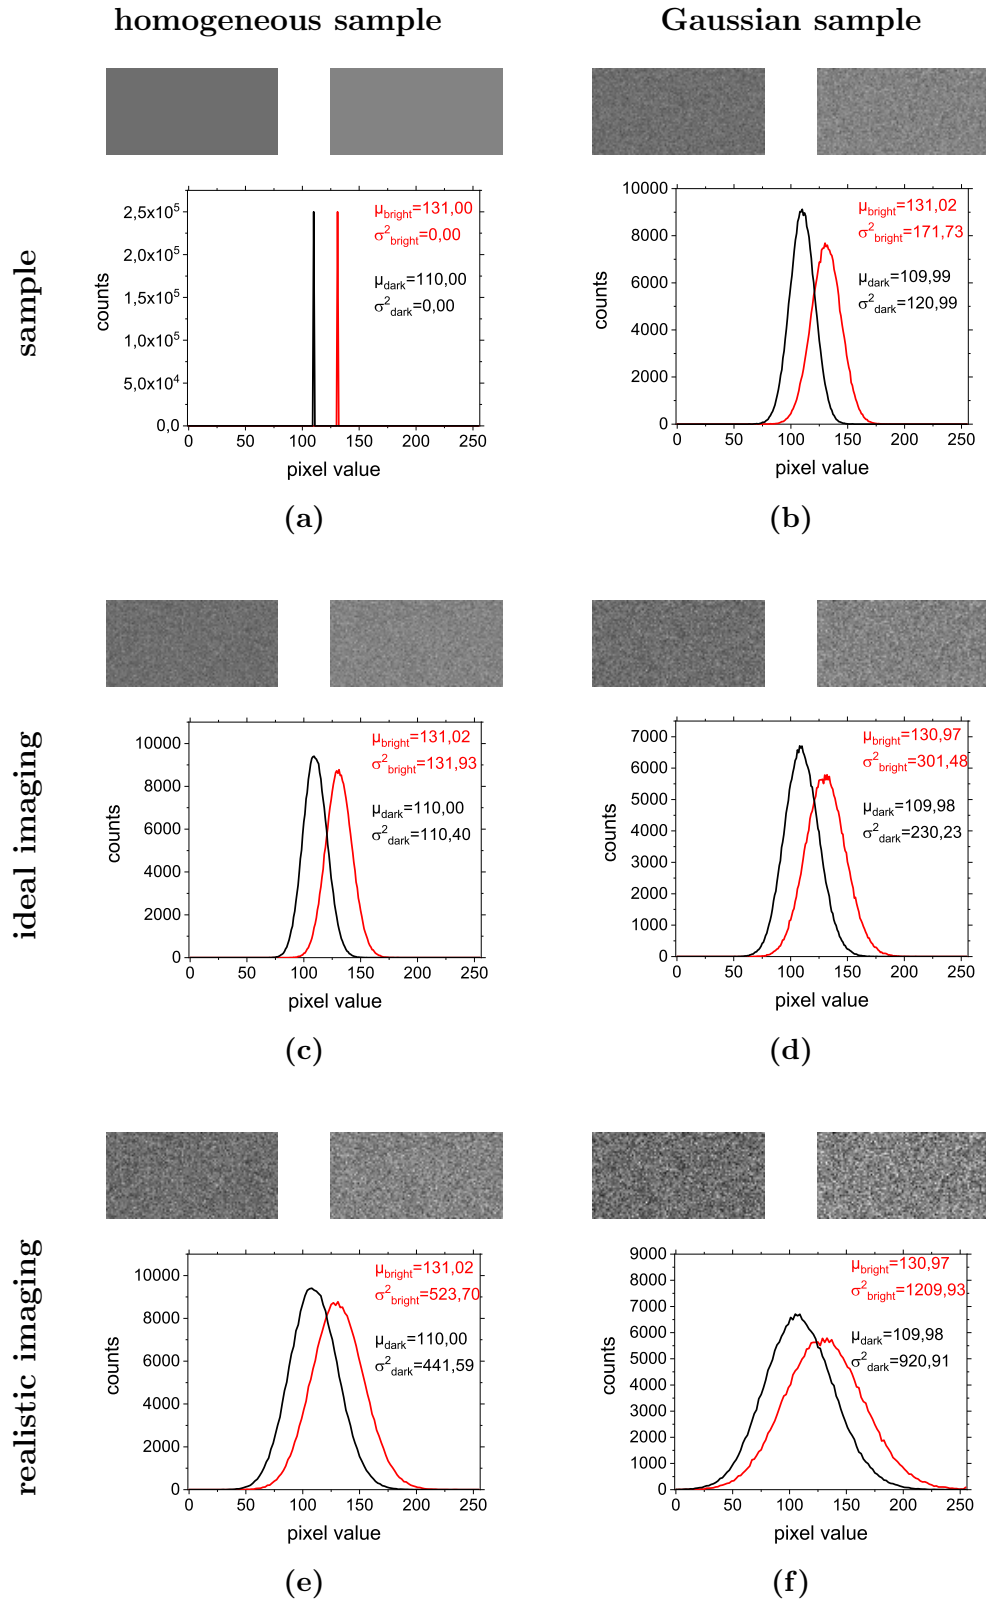 homogeneous sample
Gaussian sample
sample
2,5x10⁵
2,0x10⁵
1,5x10⁵
1,0x10⁵
5,0x10⁴
0,0
counts
μbright=131,00
σ²bright=0,00
μdark=110,00
σ²dark=0,00
0 50 100 150 200 250
pixel value
(a)
10000
8000
6000
4000
2000
0
counts
μbright=131,02
σ²bright=171,73
μdark=109,99
σ²dark=120,99
0 50 100 150 200 250
pixel value
(b)
ideal imaging
10000
8000
6000
4000
2000
0
counts
μbright=131,02
σ²bright=131,93
μdark=110,00
σ²dark=110,40
0 50 100 150 200 250
pixel value
(c)
7000
6000
5000
4000
3000
2000
1000
0
counts
μbright=130,97
σ²bright=301,48
μdark=109,98
σ²dark=230,23
0 50 100 150 200 250
pixel value
(d)
realistic imaging
10000
8000
6000
4000
2000
0
counts
μbright=131,02
σ²bright=523,70
μdark=110,00
σ²dark=441,59
0 50 100 150 200 250
pixel value
(e)
9000
8000
7000
6000
5000
4000
3000
2000
1000
0
counts
μbright=130,97
σ²bright=1209,93
μdark=109,98
σ²dark=920,91
0 50 100 150 200 250
pixel value
(f)